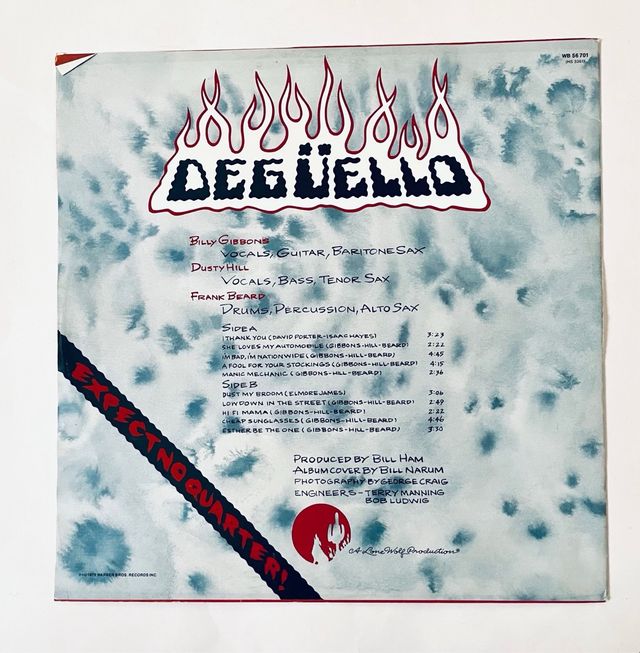 WB 56 701
(HS 3361)
DEGÜELLO
BILLY GIBBONS
VOCALS, GUITAR, BARITONE SAX
DUSTY HILL
VOCALS, BASS, TENOR SAX
FRANK BEARD
DRUMS, PERCUSSION, ALTO SAX
SIDE A
I THANK YOU (DAVID PORTER-ISAAC HAYES) 3:23
SHE LOVES MY AUTOMOBILE (GIBBONS-HILL-BEARD) 2:22
I'M BAD, I'M NATIONWIDE (GIBBONS-HILL-BEARD) 4:45
A FOOL FOR YOUR STOCKINGS (GIBBONS-HILL-BEARD) 4:15
MANIC MECHANIC (GIBBONS-HILL-BEARD) 2:36
SIDE B
DUST MY BROOM (ELMORE JAMES) 3:06
LOWDOWN IN THE STREET (GIBBONS-HILL-BEARD) 2:49
HI FI MAMA (GIBBONS-HILL-BEARD) 2:22
CHEAP SUNGLASSES (GIBBONS-HILL-BEARD) 4:46
ESTHER BE THE ONE (GIBBONS-HILL-BEARD) 3:30
EXPECT NO QUARTER!
PRODUCED BY BILL HAM
ALBUM COVER BY BILL NARUM
PHOTOGRAPHY BY GEORGE CRAIG
ENGINEERS - TERRY MANNING
BOB LUDWIG
A Lone Wolf Production®
1979 WARNER BROS. RECORDS INC.